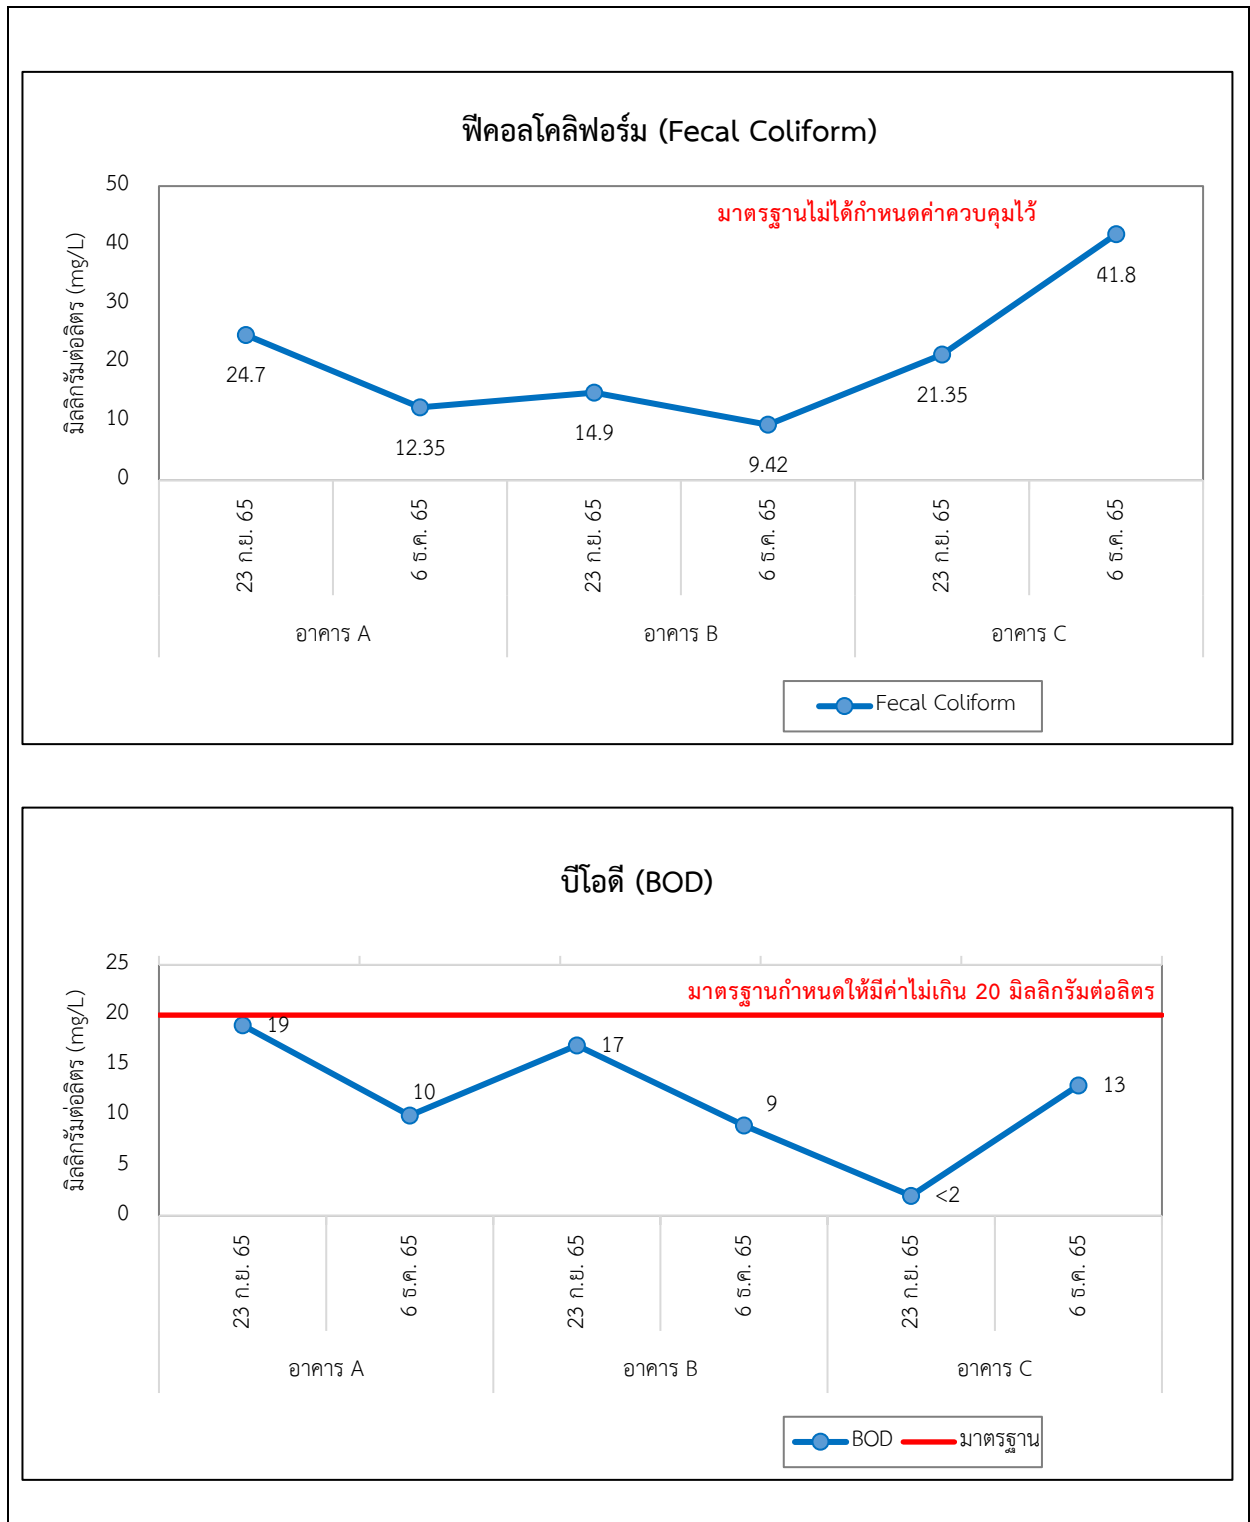 ฟีคอลโคลิฟอร์ม (Fecal Coliform)
มาตรฐานไม่ได้กำหนดค่าควบคุมไว้
มิลลิกรัมต่อลิตร (mg/L)
50
40
30
20
10
0
24.7
12.35
14.9
9.42
21.35
41.8
23 ก.ย. 65
6 ธ.ค. 65
23 ก.ย. 65
6 ธ.ค. 65
23 ก.ย. 65
6 ธ.ค. 65
อาคาร A
อาคาร B
อาคาร C
Fecal Coliform
บีโอดี (BOD)
มาตรฐานกำหนดให้มีค่าไม่เกิน 20 มิลลิกรัมต่อลิตร
มิลลิกรัมต่อลิตร (mg/L)
25
20
15
10
5
0
19
10
17
9
<2
13
23 ก.ย. 65
6 ธ.ค. 65
23 ก.ย. 65
6 ธ.ค. 65
23 ก.ย. 65
6 ธ.ค. 65
อาคาร A
อาคาร B
อาคาร C
BOD
มาตรฐาน